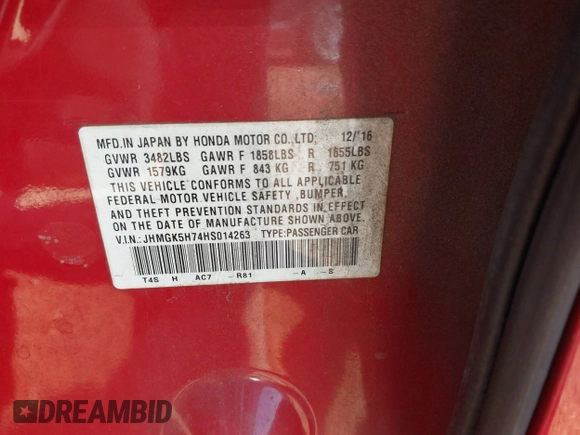 MFD.IN JAPAN BY HONDA MOTOR CO.,LTD; 12/'16
GVWR 3482LBS GAWR F 1858LBS R 1655LBS
GVWR 1579KG GAWR F 843 KG R 751 KG
THIS VEHICLE CONFORMS TO ALL APPLICABLE
FEDERAL MOTOR VEHICLE SAFETY ,BUMPER,
AND THEFT PREVENTION STANDARDS IN EFFECT
ON THE DATE OF MANUFACTURE SHOWN ABOVE.
V.I.N.: JHMGK5H74HS014263 TYPE:PASSENGER CAR
T4S H AC7 -R81 -A -S
DREAMBID